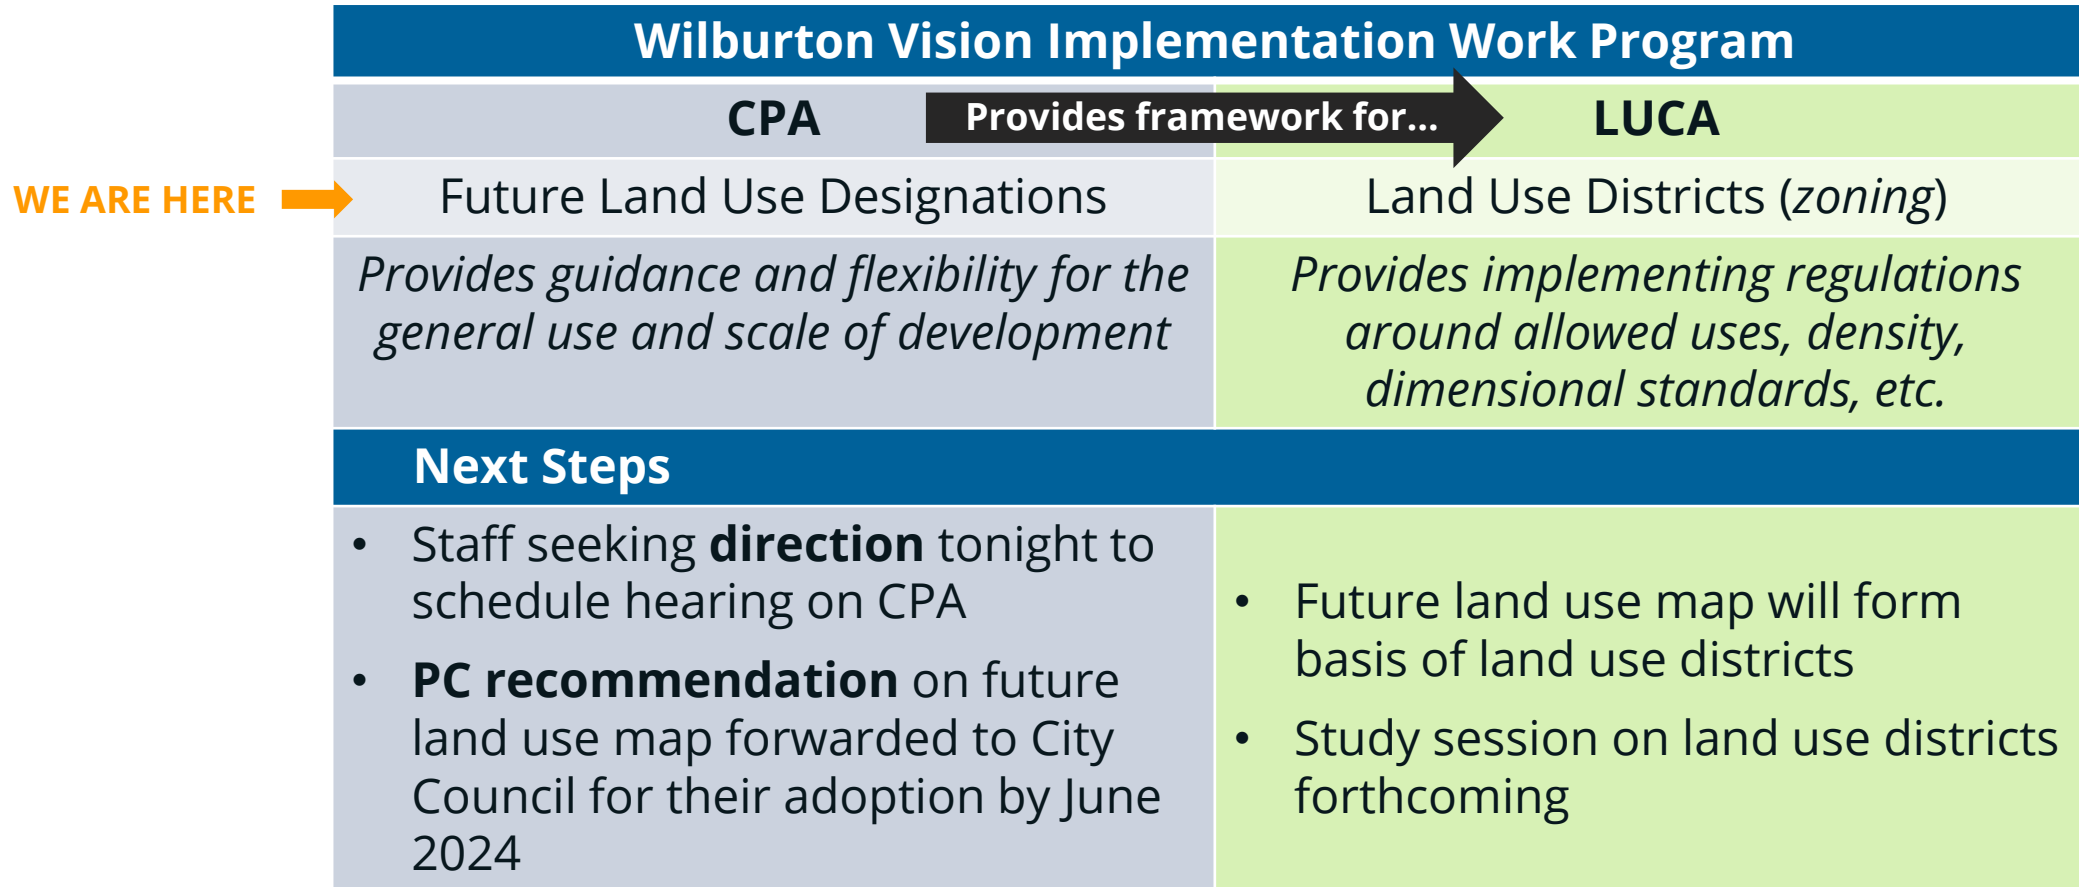 Wilburton Vision Implementation Work Program
CPA
Provides framework for...
LUCA
WE ARE HERE
Future Land Use Designations
Land Use Districts (zoning)
Provides guidance and flexibility for the
general use and scale of development
Provides implementing regulations
around allowed uses, density,
dimensional standards, etc.
Next Steps
• Staff seeking direction tonight to
schedule hearing on CPA
• PC recommendation on future
land use map forwarded to City
Council for their adoption by June
2024
• Future land use map will form
basis of land use districts
• Study session on land use districts
forthcoming